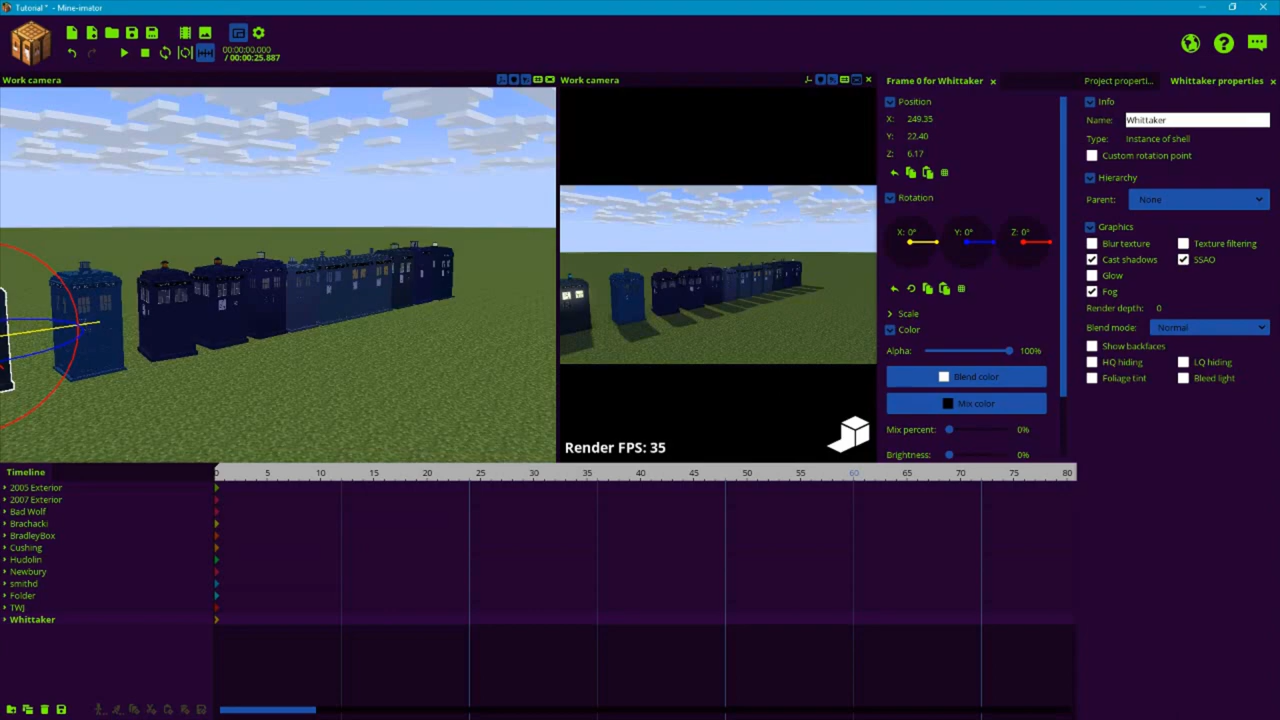 Tutorial * - Mine-imator
00:00:00.000
/ 00:00:25.887
Work camera
Work camera
Render FPS: 35
Frame 0 for Whittaker
Position
X: 249.35
Y: 22.40
Z: 6.17
Rotation
X: 0° Y: 0° Z: 0°
Scale
Color
Alpha: 100%
Blend color
Mix color
Mix percent: 0%
Brightness: 0%
Project properti...
Whittaker properties
Info
Name: Whittaker
Type: Instance of shell
Custom rotation point
Hierarchy
Parent: None
Graphics
Blur texture Texture filtering
Cast shadows SSAO
Glow
Fog
Render depth: 0
Blend mode: Normal
Show backfaces
HQ hiding LQ hiding
Foliage tint Bleed light
Timeline
0 5 10 15 20 25 30 35 40 45 50 55 60 65 70 75 80
2005 Exterior
2007 Exterior
Bad Wolf
Brachacki
BradleyBox
Cushing
Hudolin
Newbury
smithd
Folder
TWJ
Whittaker